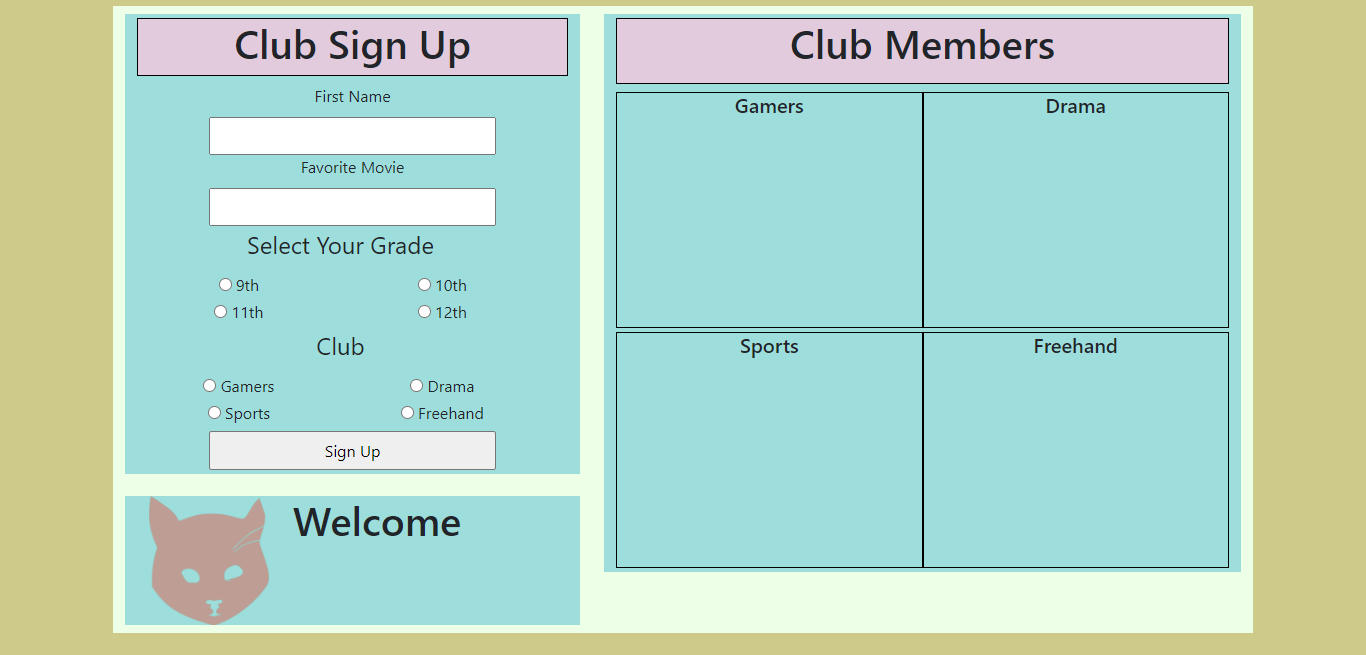 Club Sign Up
First Name
Favorite Movie
Select Your Grade
9th 10th
11th 12th
Club
Gamers Drama
Sports Freehand
Sign Up
Welcome
Club Members
Gamers Drama
Sports Freehand